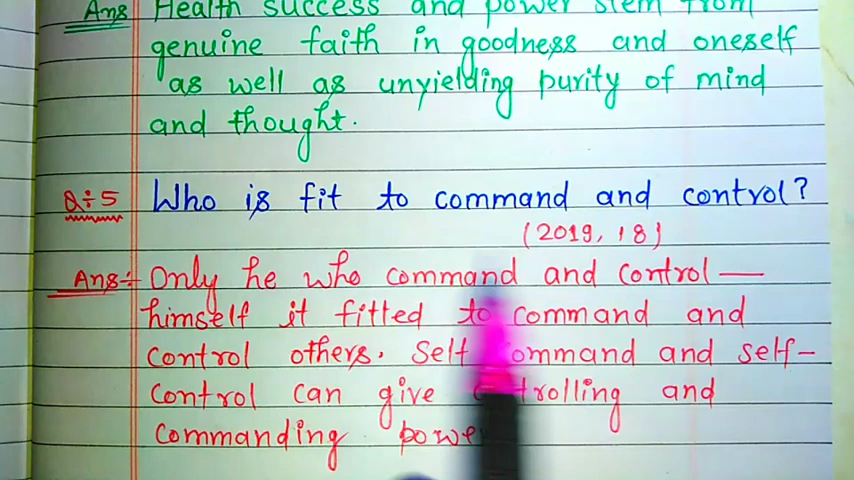 Ans Health success and power stem from
genuine faith in goodness and oneself
as well as unyielding purity of mind
and thought.
Q÷5 Who is fit to command and control?
(2019, 18)
Ans:- Only he who command and control—
himself it fitted to command and
control others. Self command and self-
control can give and
commanding